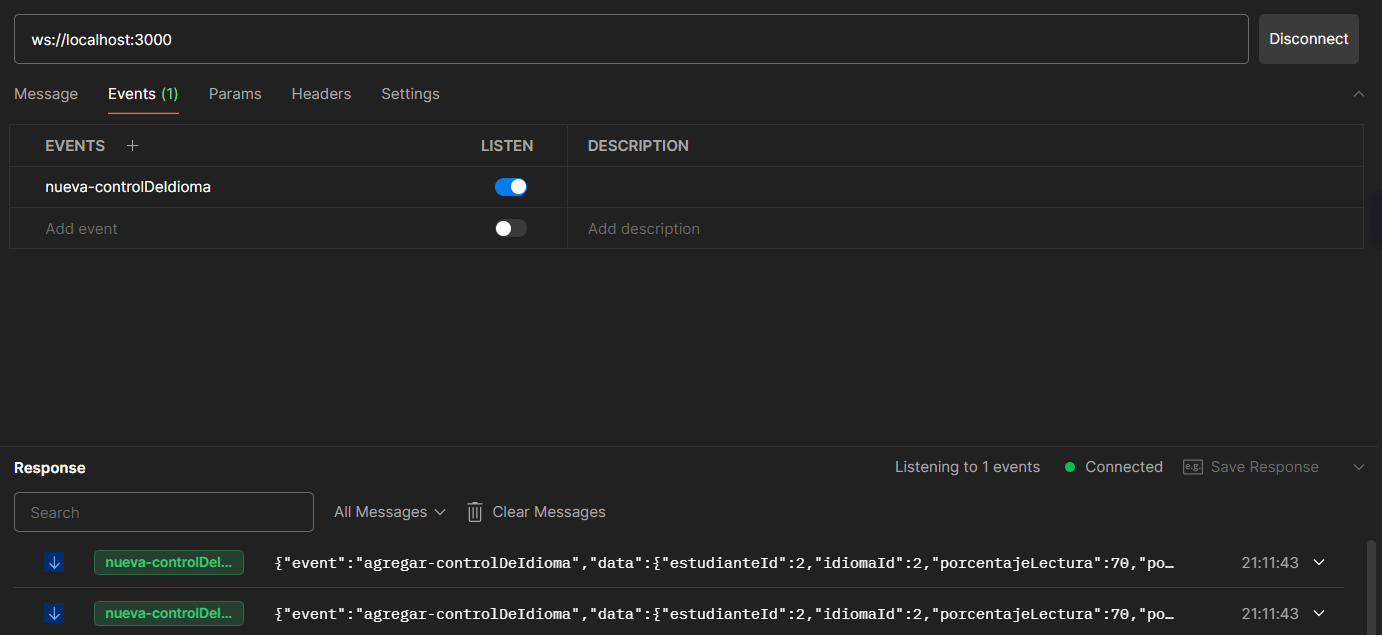 ws://localhost:3000
Disconnect
Message Events (1) Params Headers Settings
EVENTS + LISTEN DESCRIPTION
nueva-controlDeIdioma
Add event Add description
Response Listening to 1 events Connected e.g. Save Response
Search All Messages Clear Messages
nueva-controlDeI... {"event":"agregar-controlDeIdioma","data":{"estudianteId":2,"idiomaId":2,"porcentajeLectura":70,"po… 21:11:43
nueva-controlDeI... {"event":"agregar-controlDeIdioma","data":{"estudianteId":2,"idiomaId":2,"porcentajeLectura":70,"po… 21:11:43